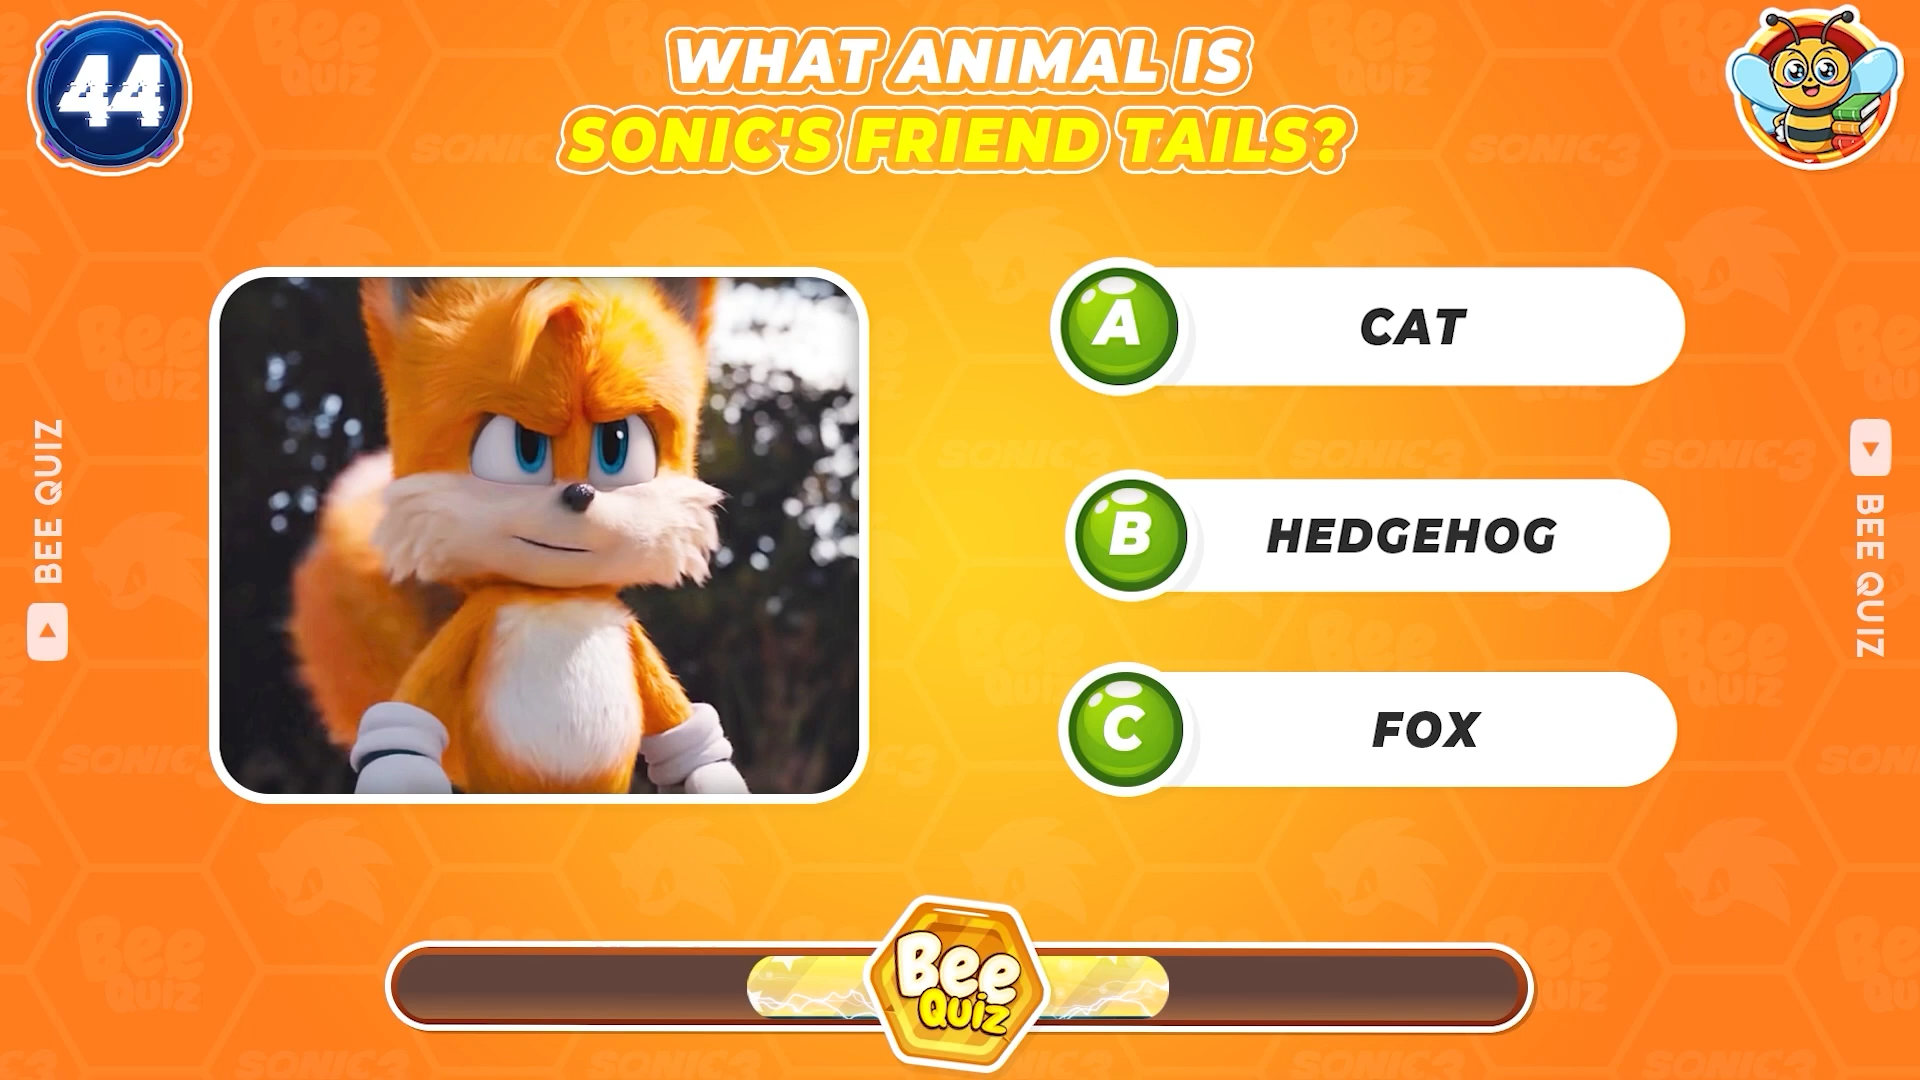 44
WHAT ANIMAL IS
SONIC'S FRIEND TAILS?
A CAT
B HEDGEHOG
C FOX
BEE QUIZ
BEE QUIZ
Bee
QUIZ